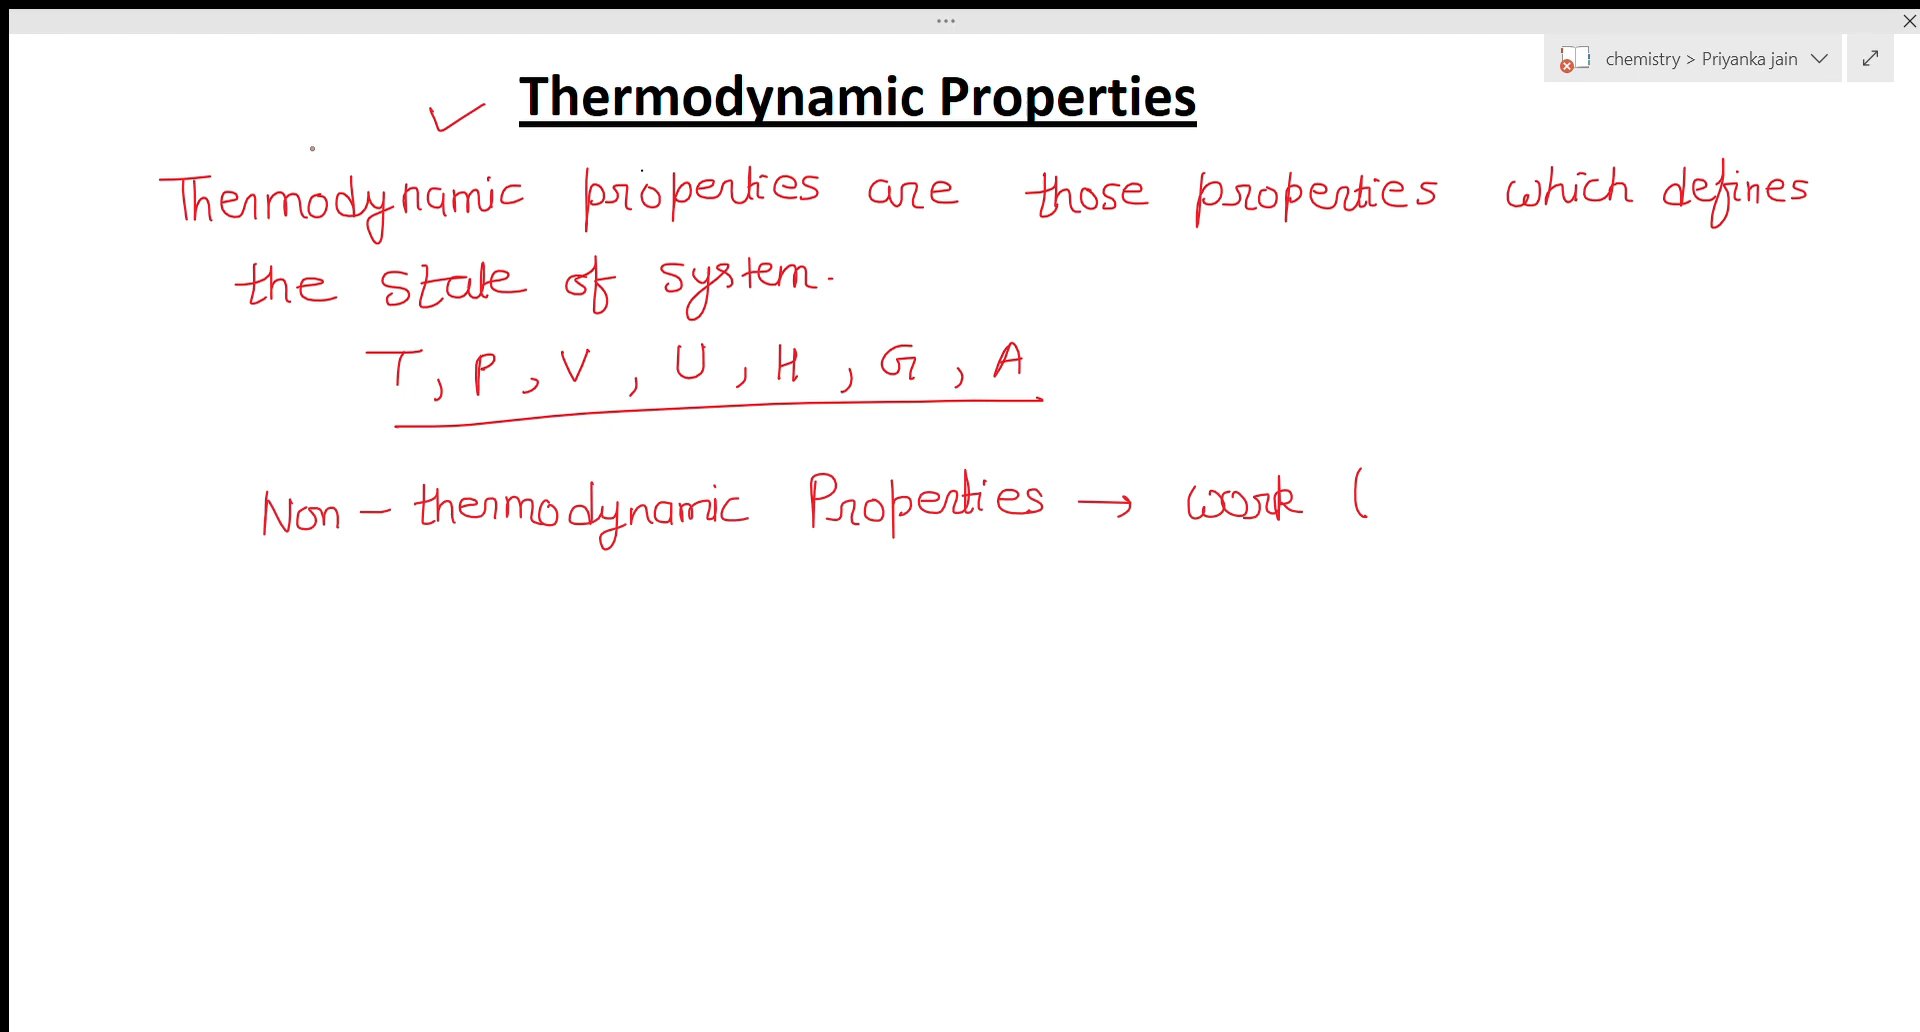 chemistry > Priyanka jain
Thermodynamic Properties
Thermodynamic properties are those properties which defines
the state of system.
T, P, V, U, H, G, A
Non - thermodynamic Properties → work (